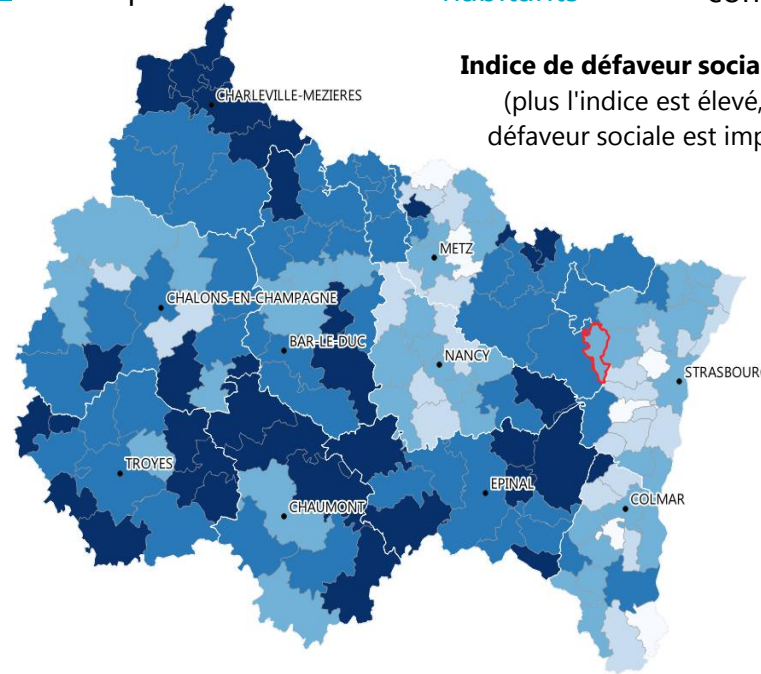 Indice de défaveur socia
(plus l'indice est élevé,
défaveur sociale est imp
CHARLEVILLE-MEZIERES
METZ
CHALONS-EN-CHAMPAGNE
BAR-LE-DUC
NANCY
STRASBOURG
TROYES
EPINAL
CHAUMONT
COLMAR